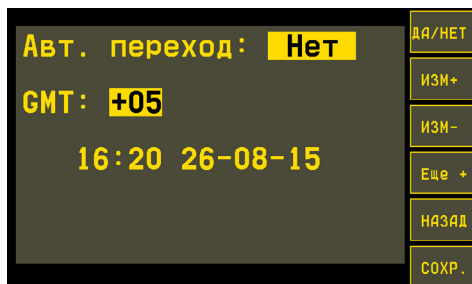 Авт. переход: Нет
GMT: +05
16:20 26-08-15
ДА/НЕТ
ИЗМ+
ИЗМ-
Еще +
НАЗАД
СОХР.